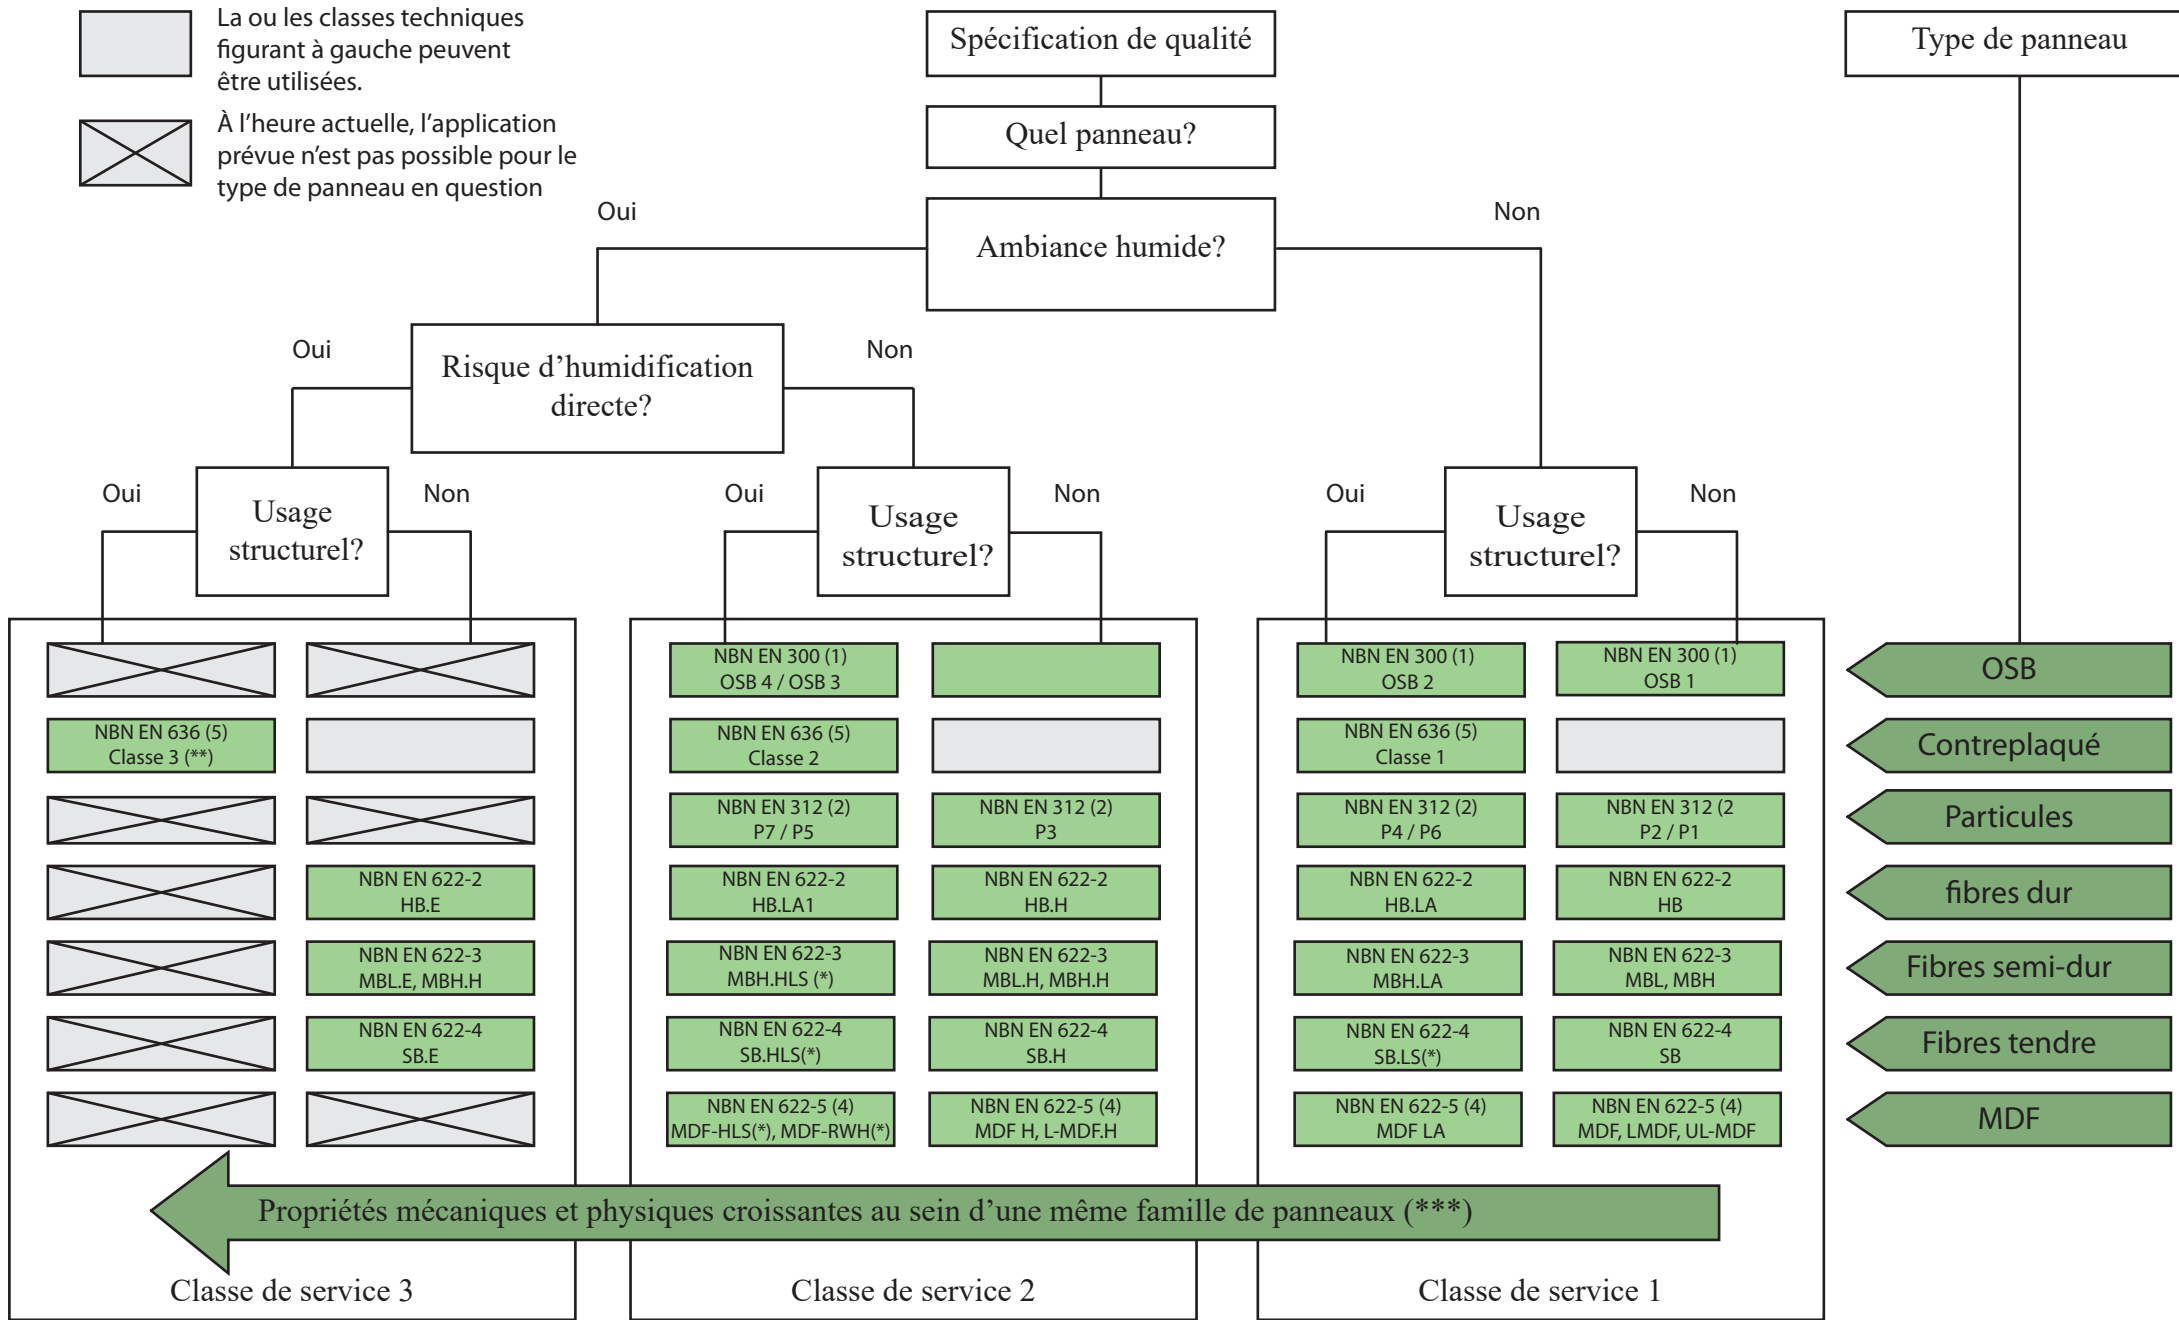 La ou les classes techniques
figurant à gauche peuvent
être utilisées.
À l'heure actuelle, l'application
prévue n'est pas possible pour le
type de panneau en question
Spécification de qualité
Type de panneau
Quel panneau?
Oui
Non
Ambiance humide?
Oui
Non
Risque d’humidification
directe?
Oui
Non
Usage
structurel?
Oui
Non
Usage
structurel?
Oui
Non
Usage
structurel?
NBN EN 300 (1)
OSB 4 / OSB 3
NBN EN 300 (1)
OSB 2
NBN EN 300 (1)
OSB 1
OSB
NBN EN 636 (5)
Classe 3 (**)
NBN EN 636 (5)
Classe 2
NBN EN 636 (5)
Classe 1
Contreplaqué
NBN EN 312 (2)
P7 / P5
NBN EN 312 (2)
P3
NBN EN 312 (2)
P4 / P6
NBN EN 312 (2
P2 / P1
Particules
NBN EN 622-2
HB.E
NBN EN 622-2
HB.LA1
NBN EN 622-2
HB.H
NBN EN 622-2
HB.LA
NBN EN 622-2
HB
fibres dur
NBN EN 622-3
MBL.E, MBH.H
NBN EN 622-3
MBH.HLS (*)
NBN EN 622-3
MBL.H, MBH.H
NBN EN 622-3
MBH.LA
NBN EN 622-3
MBL, MBH
Fibres semi-dur
NBN EN 622-4
SB.E
NBN EN 622-4
SB.HLS(*)
NBN EN 622-4
SB.H
NBN EN 622-4
SB.LS(*)
NBN EN 622-4
SB
Fibres tendre
NBN EN 622-5 (4)
MDF-HLS(*), MDF-RWH(*)
NBN EN 622-5 (4)
MDF H, L-MDF.H
NBN EN 622-5 (4)
MDF LA
NBN EN 622-5 (4)
MDF, LMDF, UL-MDF
MDF
Propriétés mécaniques et physiques croissantes au sein d’une même famille de panneaux (***)
Classe de service 3
Classe de service 2
Classe de service 1